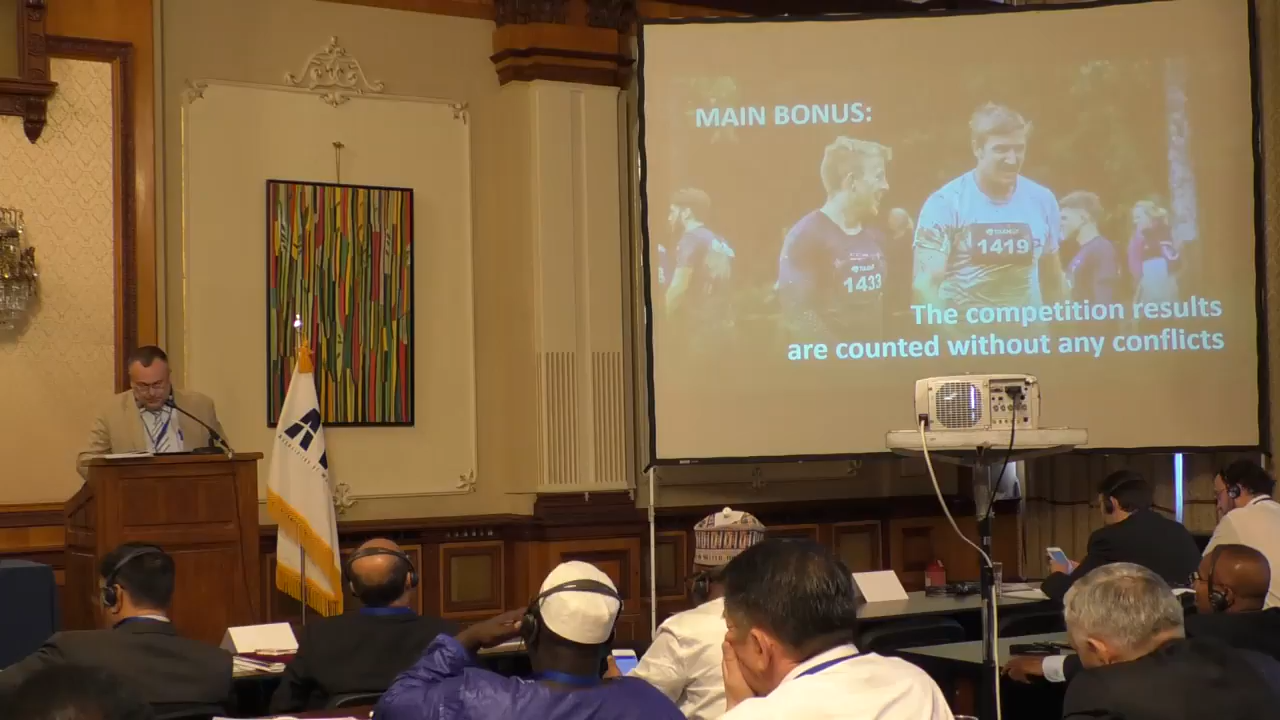 MAIN BONUS:
1419
1433
The competition results
are counted without any conflicts